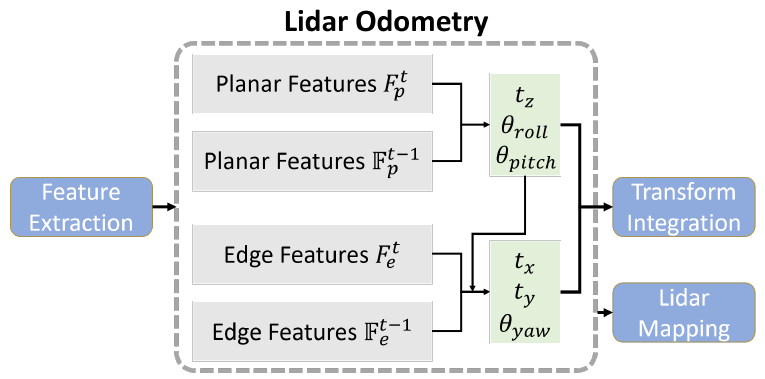 Lidar Odometry
Planar Features $F_p^t$
Planar Features $\mathbb{F}_p^{t-1}$
$t_z$
$\theta_{roll}$
$\theta_{pitch}$
Feature
Extraction
Transform
Integration
Edge Features $F_e^t$
Edge Features $\mathbb{F}_e^{t-1}$
$t_x$
$t_y$
$\theta_{yaw}$
Lidar
Mapping